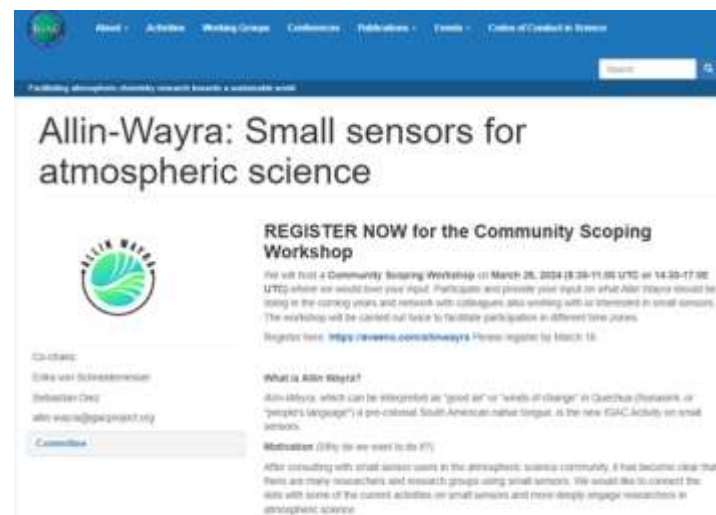 About
Activities
Working Groups
Conferences
Publications
Events
Codes of Conduct in Science
Search
Facilitating atmospheric chemistry research towards a sustainable world
Allin-Wayra: Small sensors for
atmospheric science
ALLIN WAYRA
Co-chairs:
Erika von Schneidemesser
Sebastian Diez
allin-wayra@igacproject.org
Committee
REGISTER NOW for the Community Scoping
Workshop
We will host a Community Scoping Workshop on March 26, 2024 (8:30-11:00 UTC or 14:30-17:00
UTC) where we would love your input. Participate and provide your input on what Allin Wayra should be
doing in the coming years and network with colleagues also working with or interested in small sensors.
The workshop will be carried out twice to facilitate participation in different time zones.
Register here: Please register by March
What is Allin Wayra?
Allin-Wayra, which can be interpreted as "good air" or "winds of change" in Quechua (Runasimi, or
"people's language") a pre-colonial South American native tongue, is the new IGAC Activity on small
sensors.
Motivation (Why do we want to do it?)
After consulting with small sensor users in the atmospheric science community, it has become clear that
there are many researchers and research groups using small sensors. We would like to connect the
dots with some of the current activities on small sensors and more deeply engage researchers in
atmospheric science